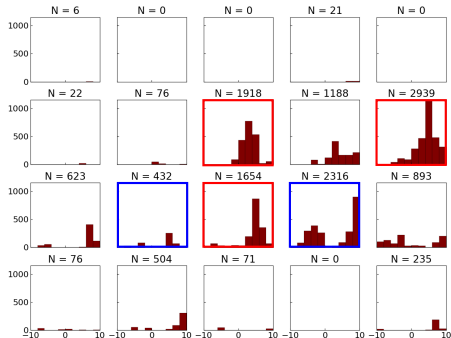 N = 6 N = 0 N = 0 N = 21 N = 0
1000
500
0
N = 22 N = 76 N = 1918 N = 1188 N = 2939
1000
500
0
N = 623 N = 432 N = 1654 N = 2316 N = 893
1000
500
0
N = 76 N = 504 N = 71 N = 0 N = 235
1000
500
0
−10 0 10 −10 0 10 −10 0 10 −10 0 10 −10 0 10